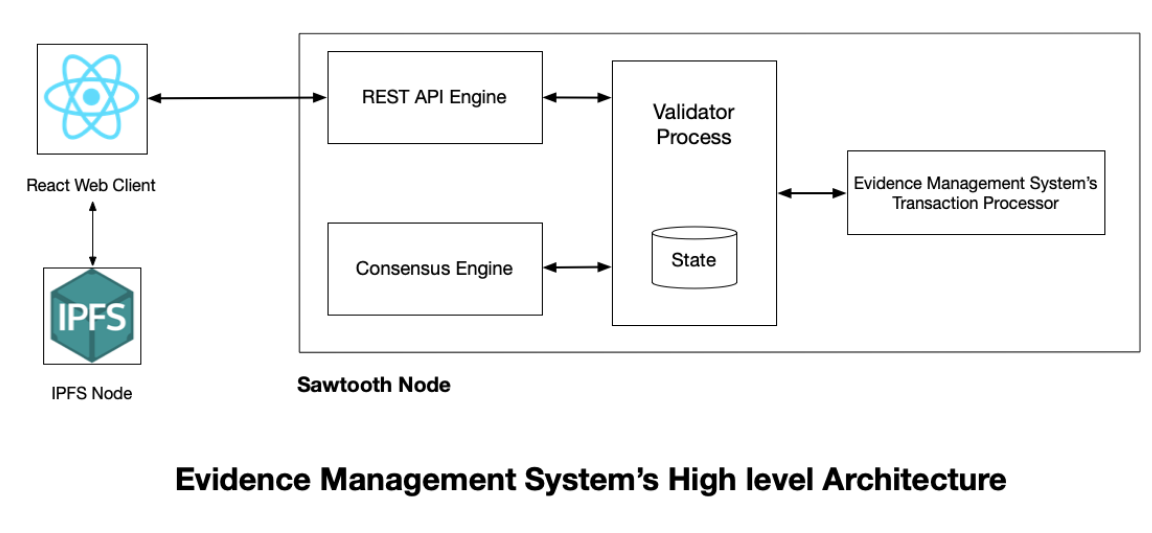 REST API Engine
Validator
Process
React Web Client
Evidence Management System's
Transaction Processor
Consensus Engine
State
IPFS
IPFS Node
Sawtooth Node
Evidence Management System's High level Architecture